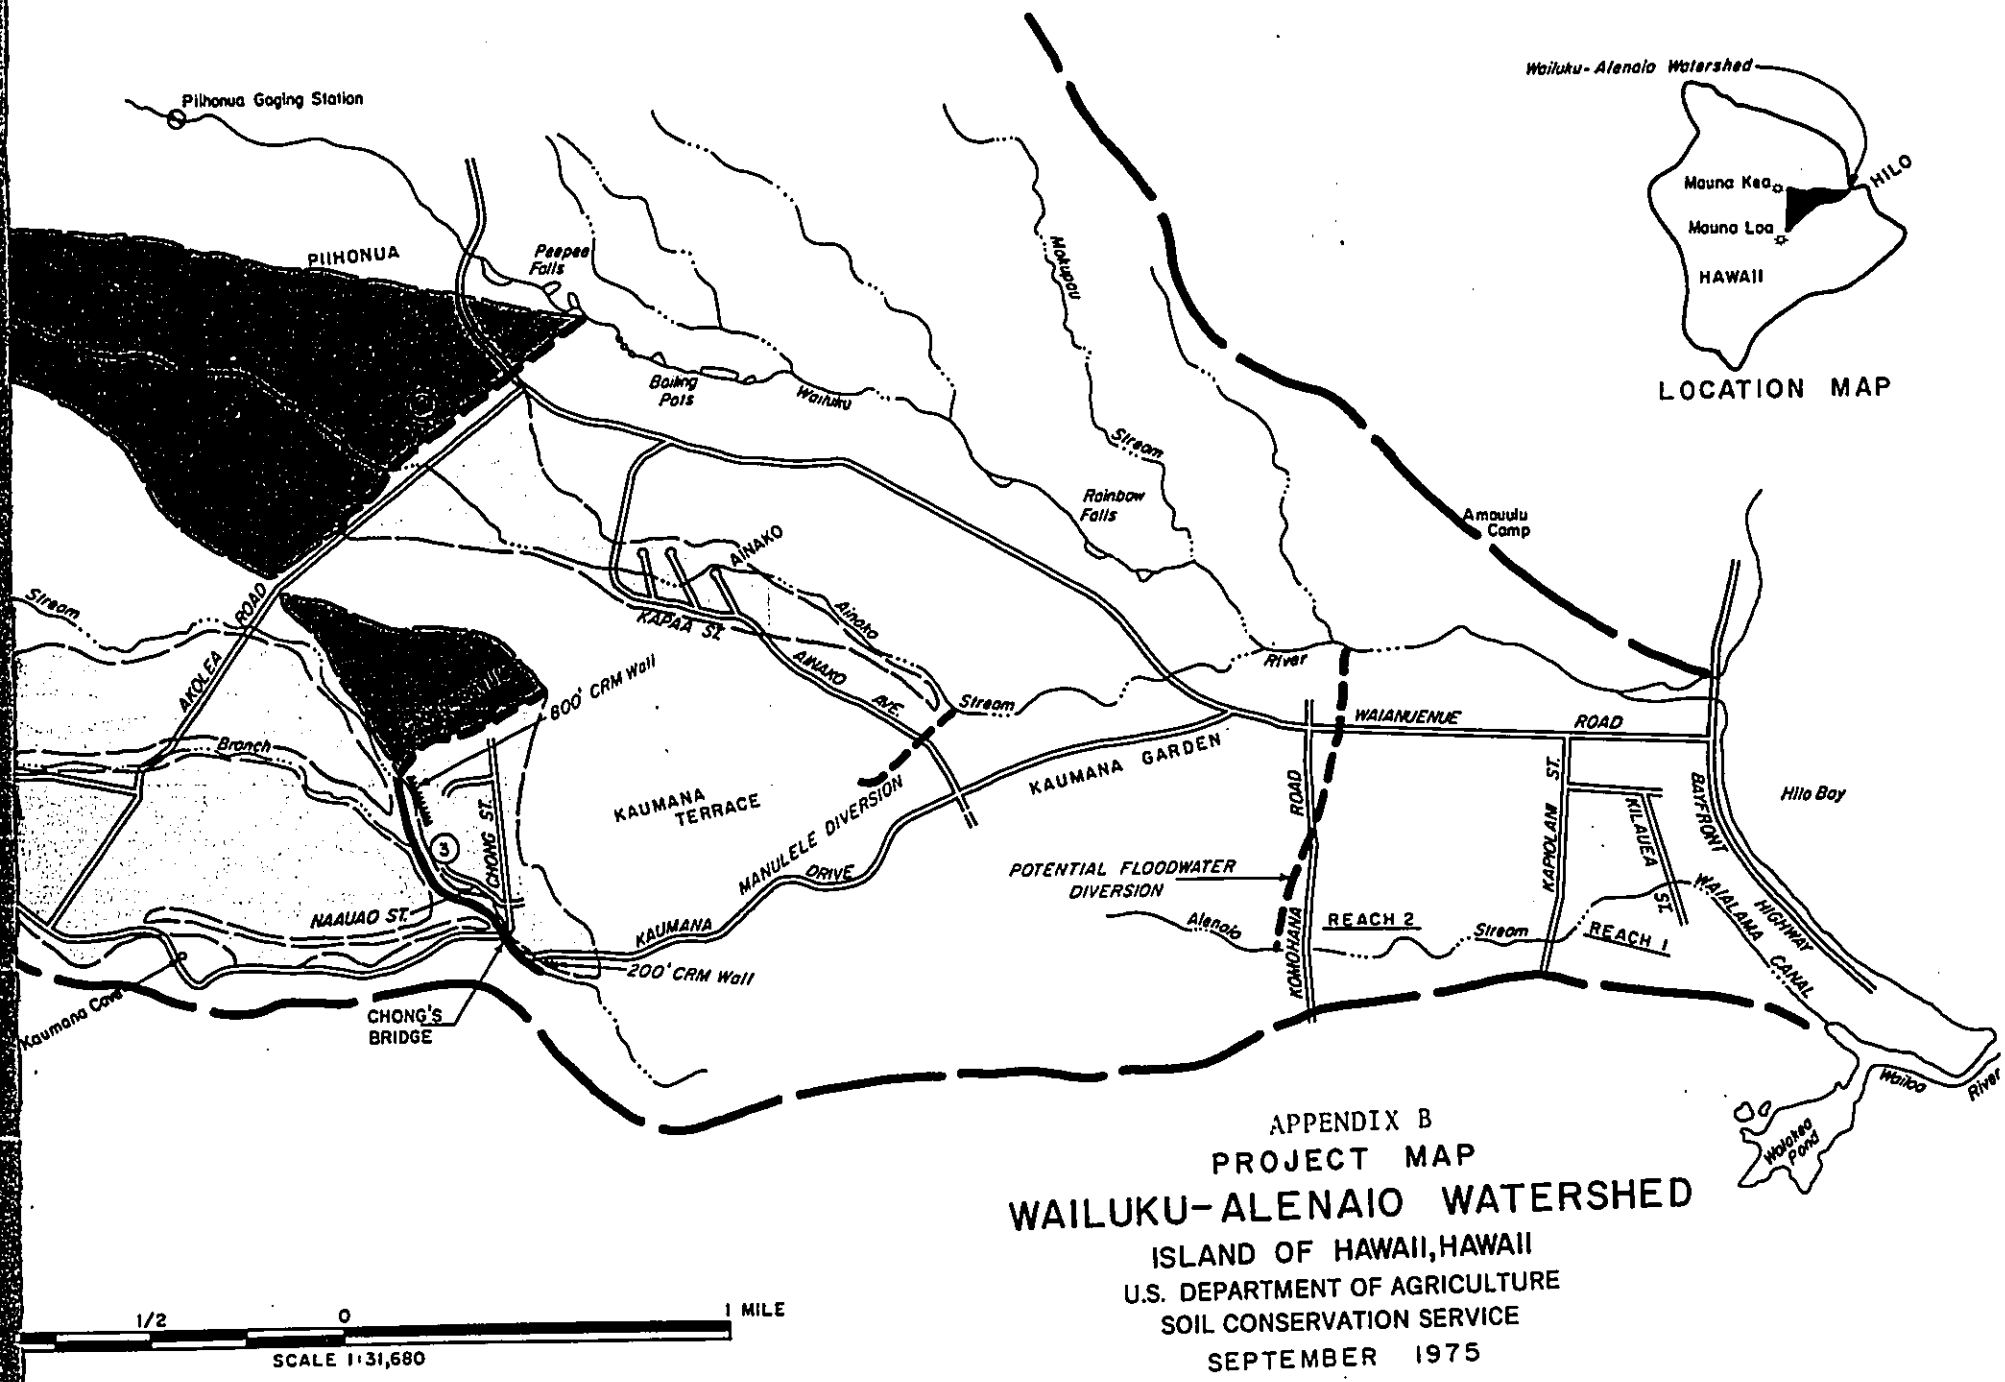 Wailuku-Alenaio Watershed
Piihonua Gaging Station
HILO
Mauna Kea
Mauna Loa
HAWAII
LOCATION MAP
PIIHONUA
Peepee
Falls
Mokupau
Stream
Boiling
Pots
Wailuku
Rainbow
Falls
Amauulu
Camp
AINAKO
Ainako
Stream
River
Stream
AKOLEA ROAD
KAPAA ST.
AINAKO AVE.
800' CRM Wall
Branch
WAIANUENUE ROAD
KAUMANA GARDEN
KAUMANA
TERRACE
MANULELE DIVERSION
KAUMANA DRIVE
ROAD
KOMOHANA
KAPIOLANI ST.
KILAUEA ST.
BAYFRONT HIGHWAY
Hilo Bay
CHONG ST.
3
POTENTIAL FLOODWATER
DIVERSION
NAAUAO ST.
Alenaio Stream
REACH 2
REACH 1
WAIALAMA CANAL
200' CRM Wall
Kaumana Cave
CHONG'S
BRIDGE
Wailoa River
Waiakea
Pond
APPENDIX B
PROJECT MAP
WAILUKU-ALENAIO WATERSHED
ISLAND OF HAWAII, HAWAII
U.S. DEPARTMENT OF AGRICULTURE
SOIL CONSERVATION SERVICE
SEPTEMBER 1975
1/2 0 1 MILE
SCALE 1:31,680